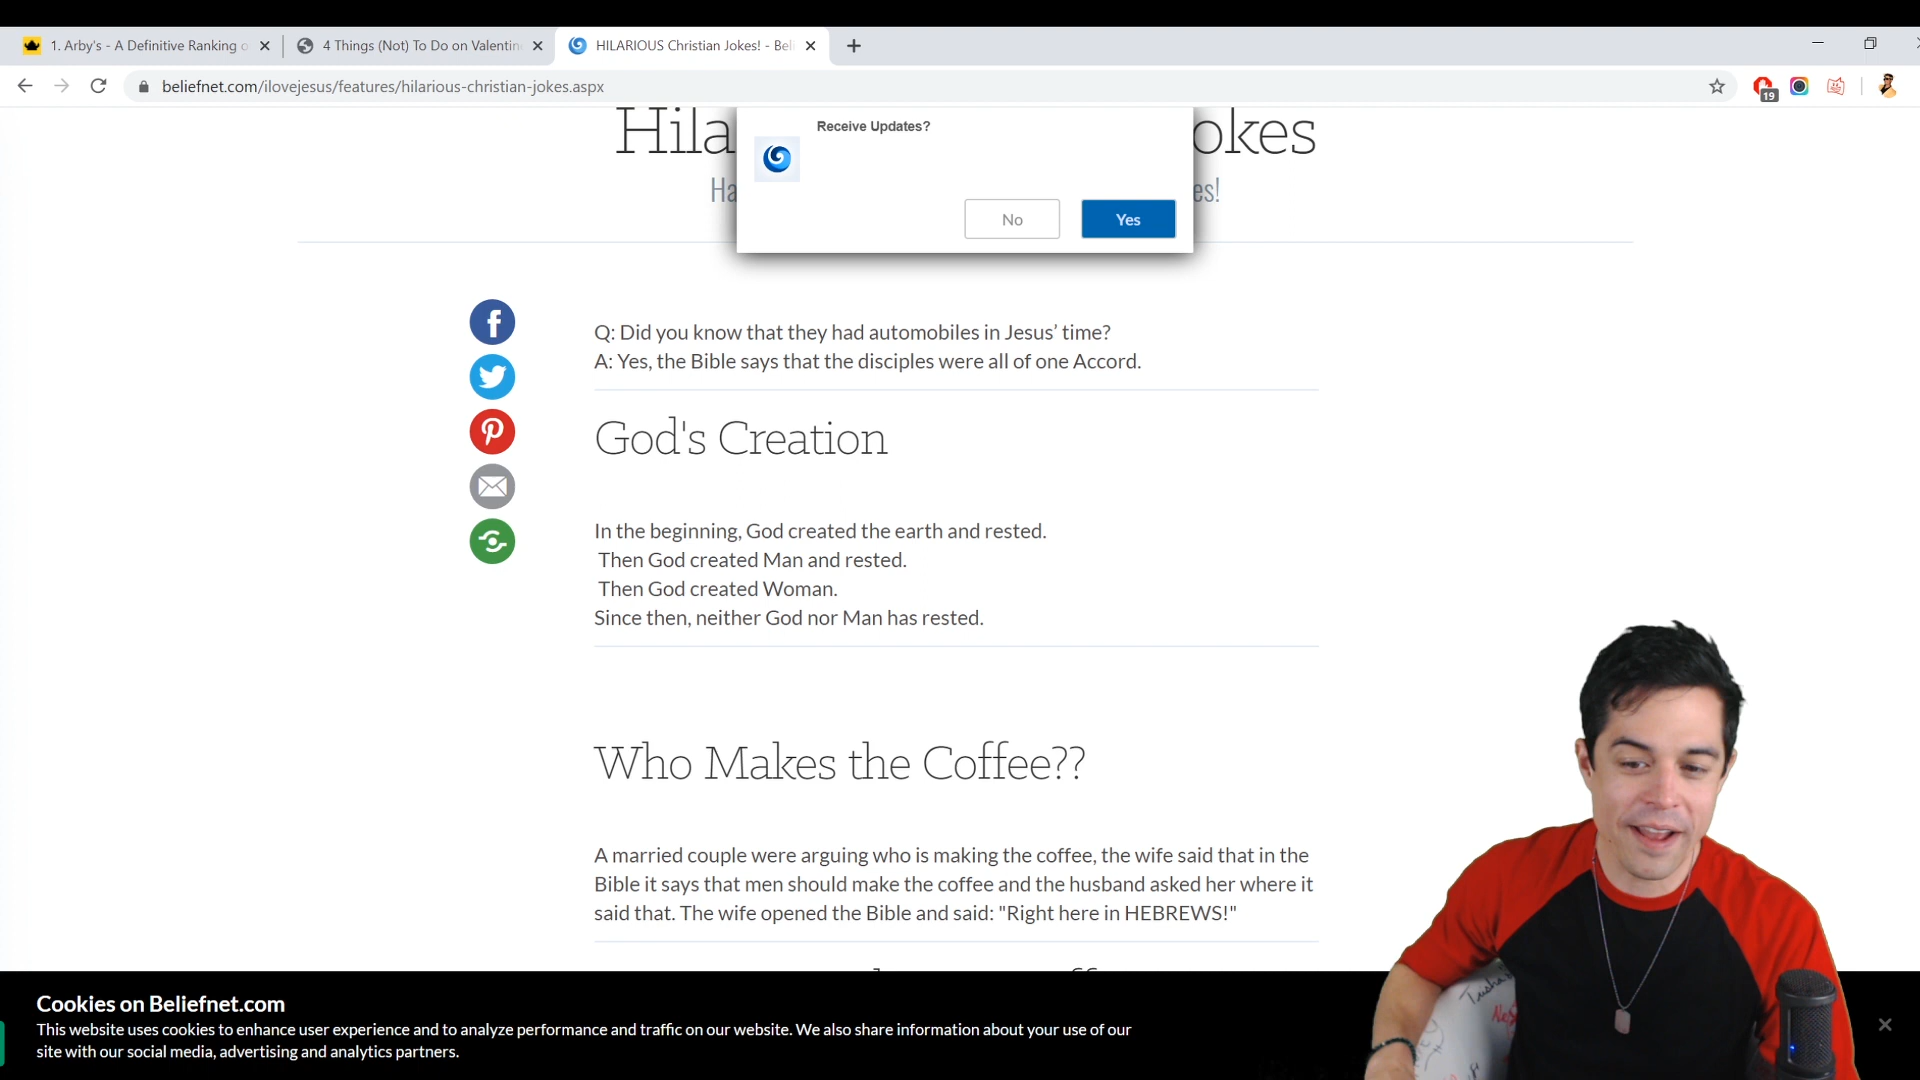 1. Arby's - A Definitive Ranking o
4 Things (Not) To Do on Valentin
HILARIOUS Christian Jokes! - Beli
beliefnet.com/ilovejesus/features/hilarious-christian-jokes.aspx
19
Hila okes
Receive Updates?
Ha es!
No Yes
Q: Did you know that they had automobiles in Jesus’ time?
A: Yes, the Bible says that the disciples were all of one Accord.
God's Creation
In the beginning, God created the earth and rested.
Then God created Man and rested.
Then God created Woman.
Since then, neither God nor Man has rested.
Who Makes the Coffee??
A married couple were arguing who is making the coffee, the wife said that in the
Bible it says that men should make the coffee and the husband asked her where it
said that. The wife opened the Bible and said: "Right here in HEBREWS!"
Cookies on Beliefnet.com
This website uses cookies to enhance user experience and to analyze performance and traffic on our website. We also share information about your use of our
site with our social media, advertising and analytics partners.